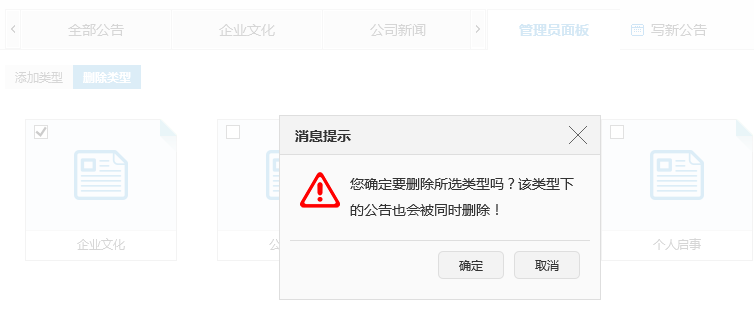 全部公告
企业文化
公司新闻
管理员面板
写新公告
添加类型
删除类型
消息提示
您确定要删除所选类型吗？该类型下
的公告也会被同时删除！
确定
取消
企业文化
个人启事